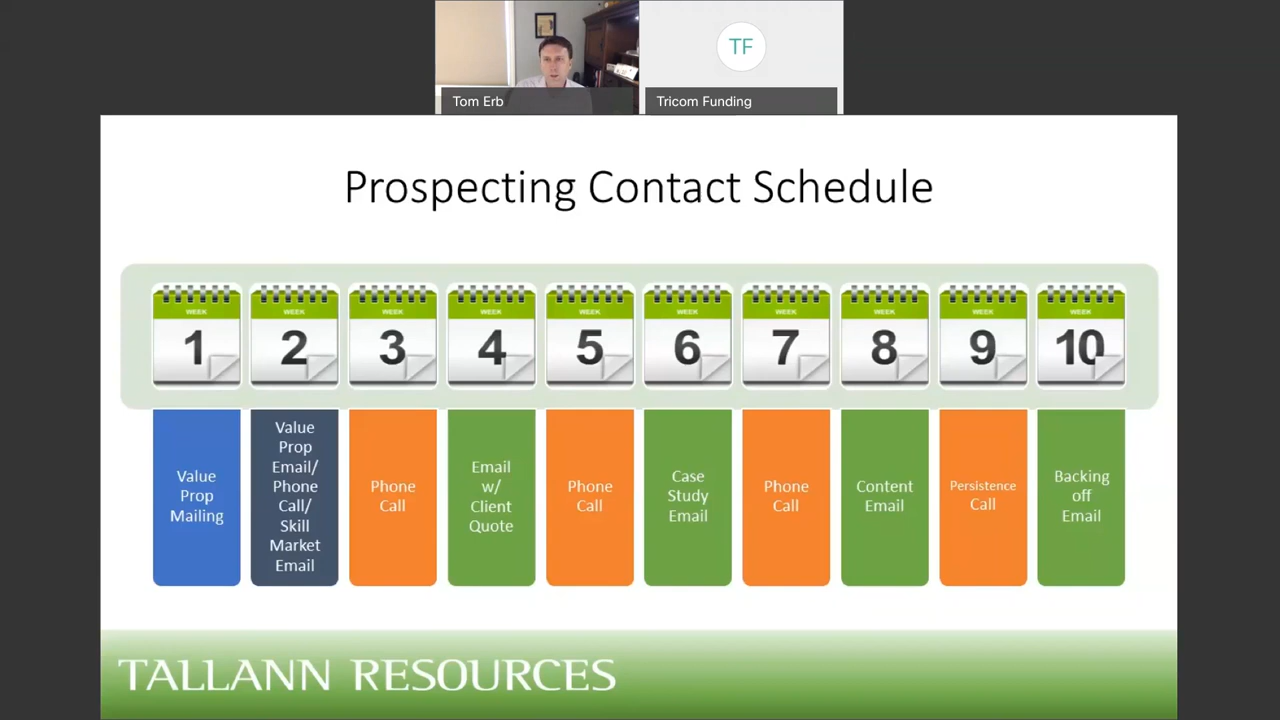 TF
Tom Erb
Tricom Funding
Prospecting Contact Schedule
WEEK
1
WEEK
2
WEEK
3
WEEK
4
WEEK
5
WEEK
6
WEEK
7
WEEK
8
WEEK
9
WEEK
10
Value
Prop
Mailing
Value
Prop
Email/
Phone
Call/
Skill
Market
Email
Phone
Call
Email
w/
Client
Quote
Phone
Call
Case
Study
Email
Phone
Call
Content
Email
Persistence
Call
Backing
off
Email
TALLANN RESOURCES